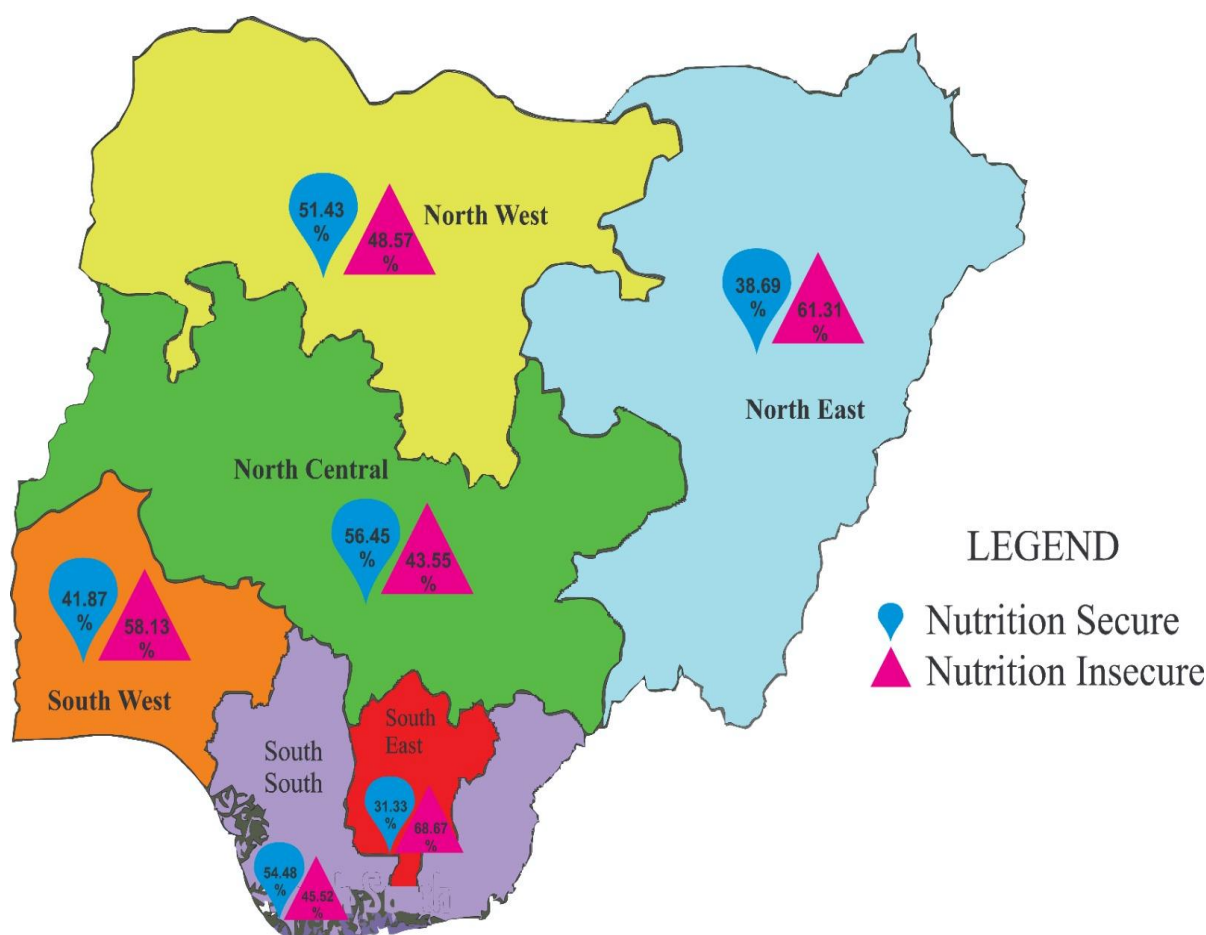 51.43
%
48.57
%
North West
38.69
%
61.31
%
North East
North Central
56.45
%
43.55
%
LEGEND
Nutrition Secure
Nutrition Insecure
41.87
%
58.13
%
South West
South
East
South
South
31.33
%
68.67
%
54.48
%
45.52
%